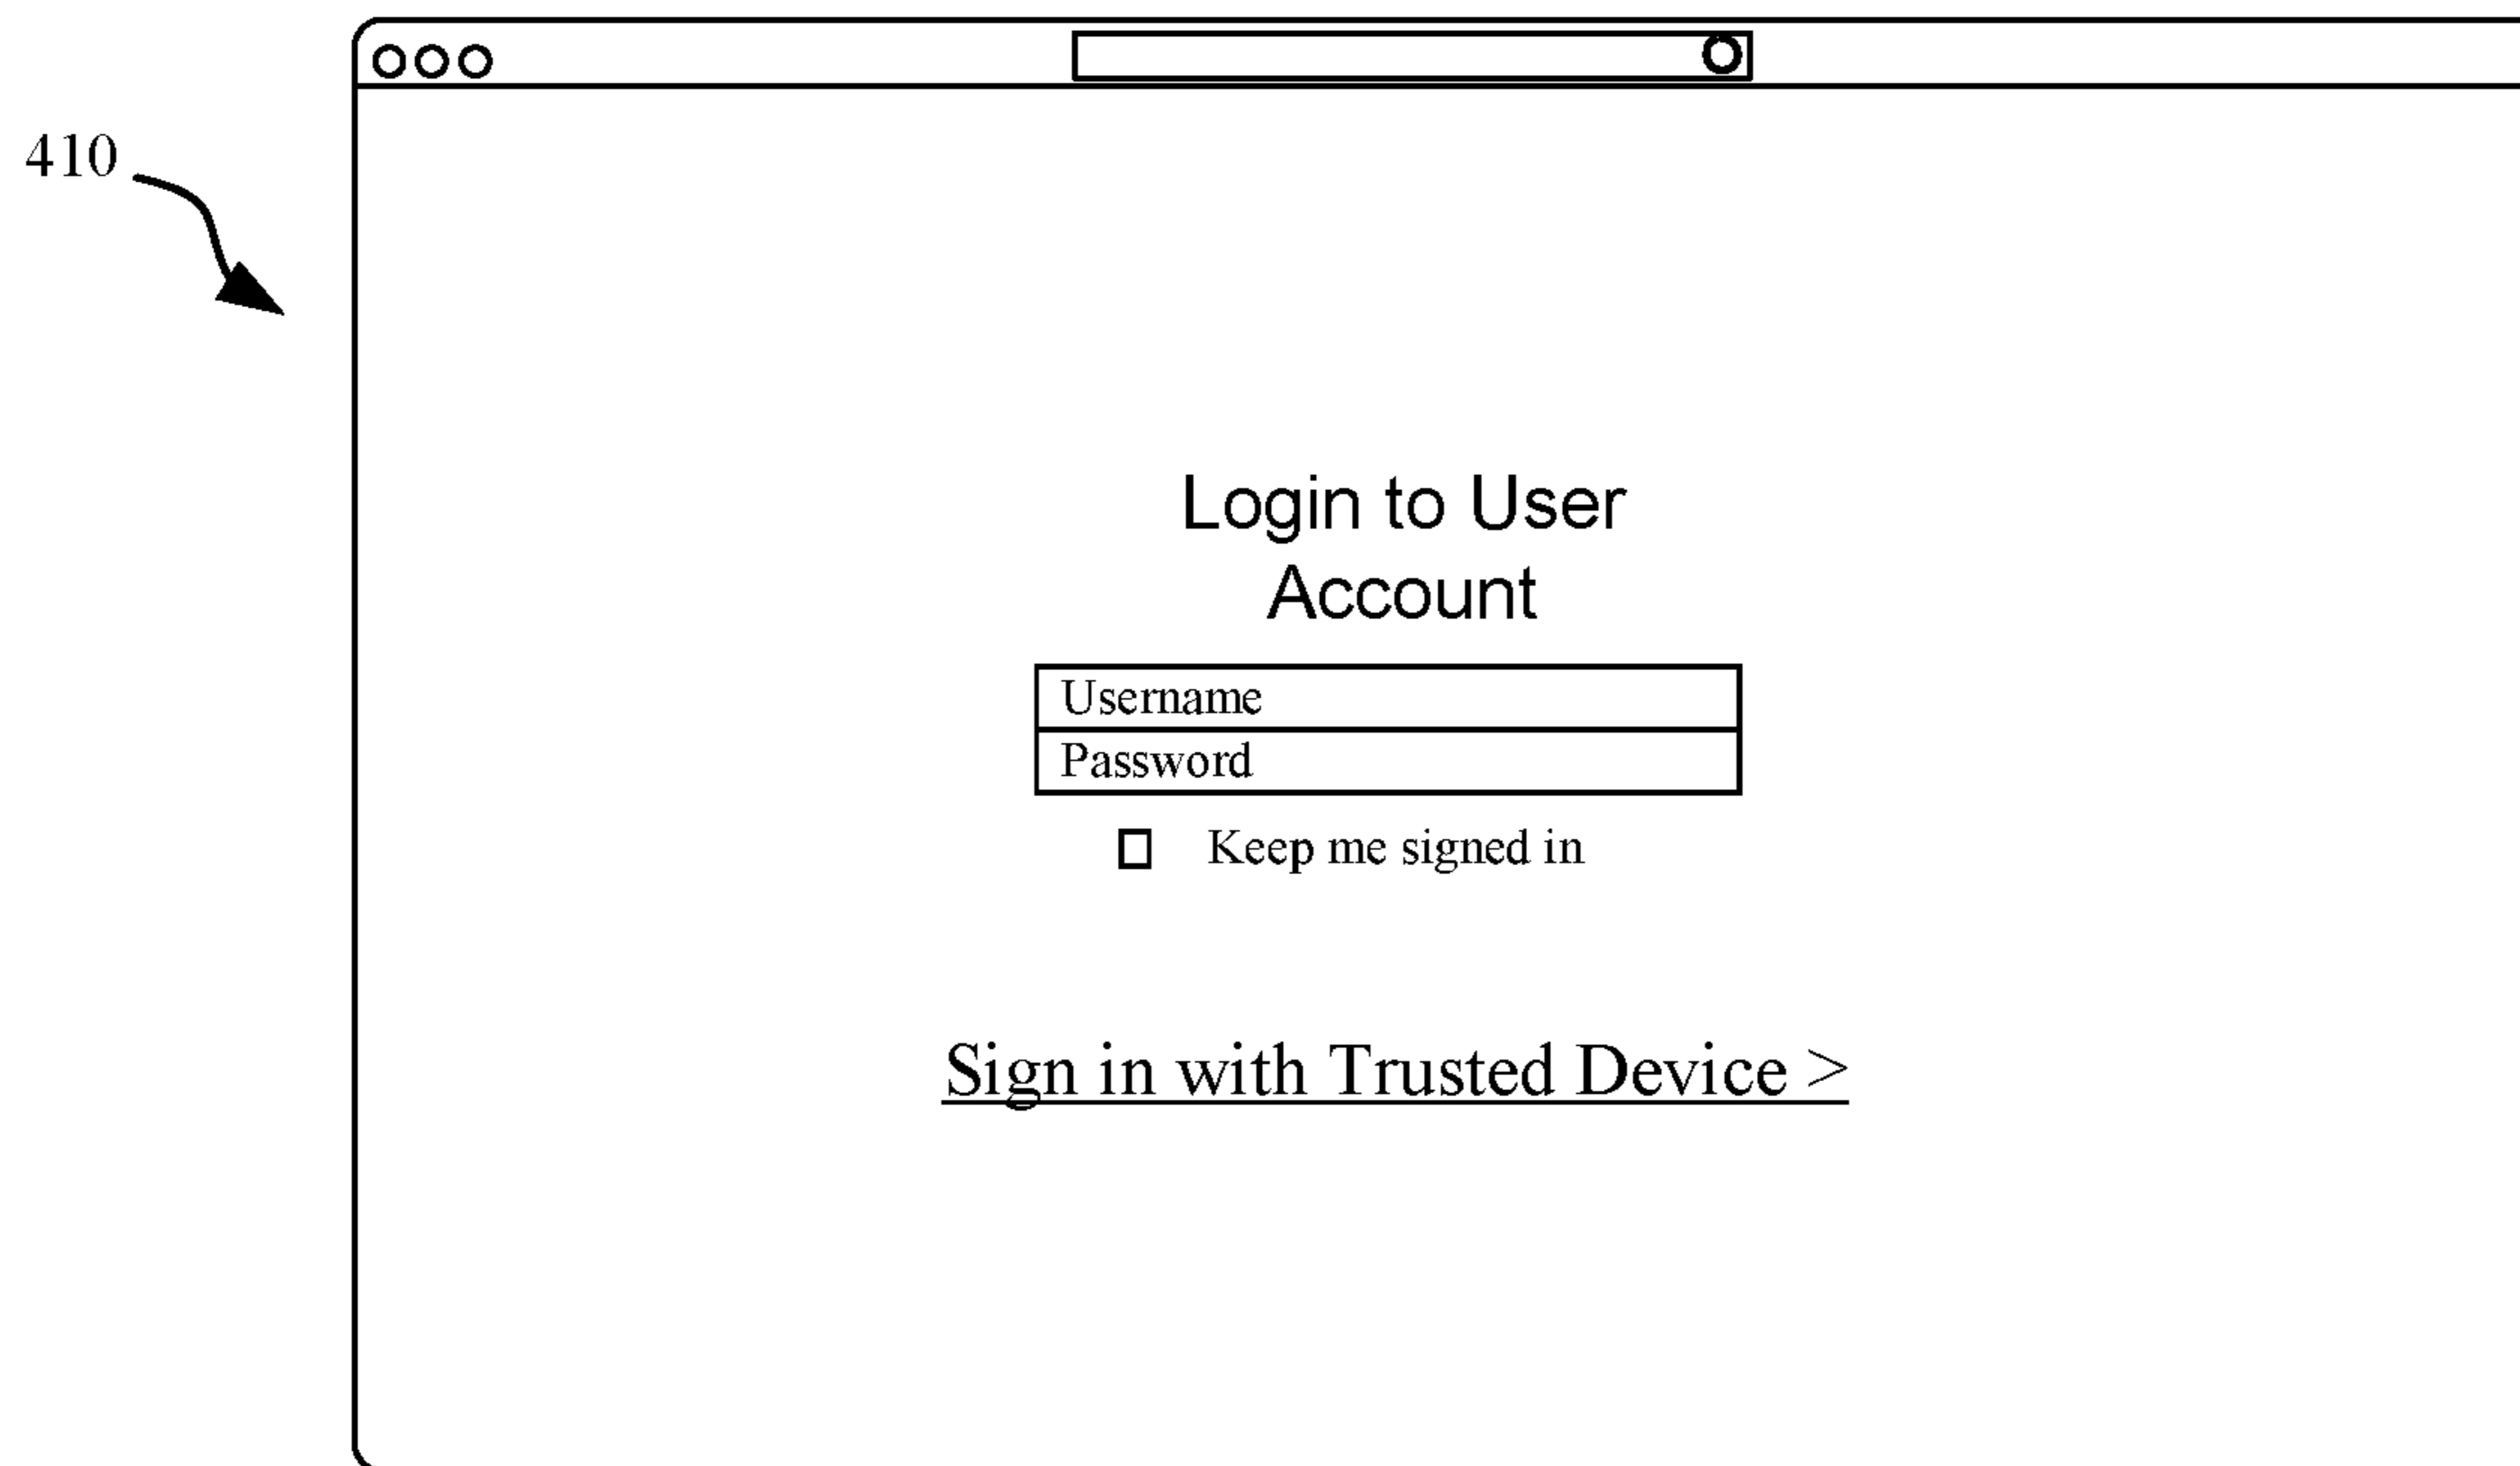 410
Login to User
Account
Username
Password
Keep me signed in
Sign in with Trusted Device >